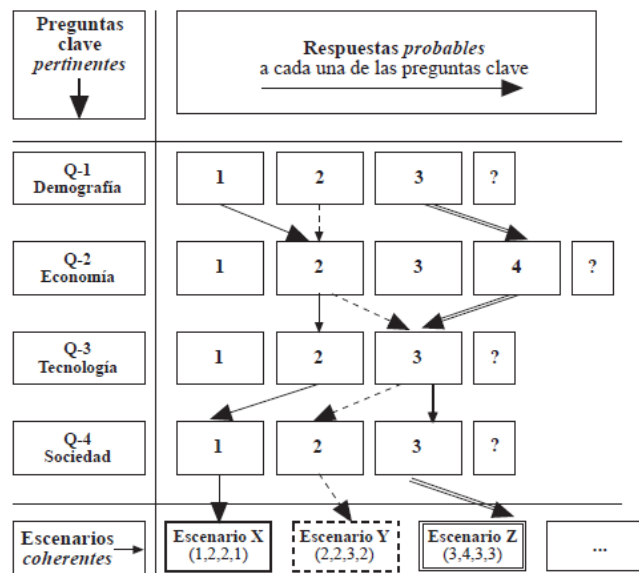 Preguntas
clave
pertinentes
Respuestas probables
a cada una de las preguntas clave
Q-1
Demografía
1
2
3
?
Q-2
Economía
1
2
3
4
?
Q-3
Tecnología
1
2
3
?
Q-4
Sociedad
1
2
3
?
Escenarios
coherentes
Escenario X
(1,2,2,1)
Escenario Y
(2,2,3,2)
Escenario Z
(3,4,3,3)
...